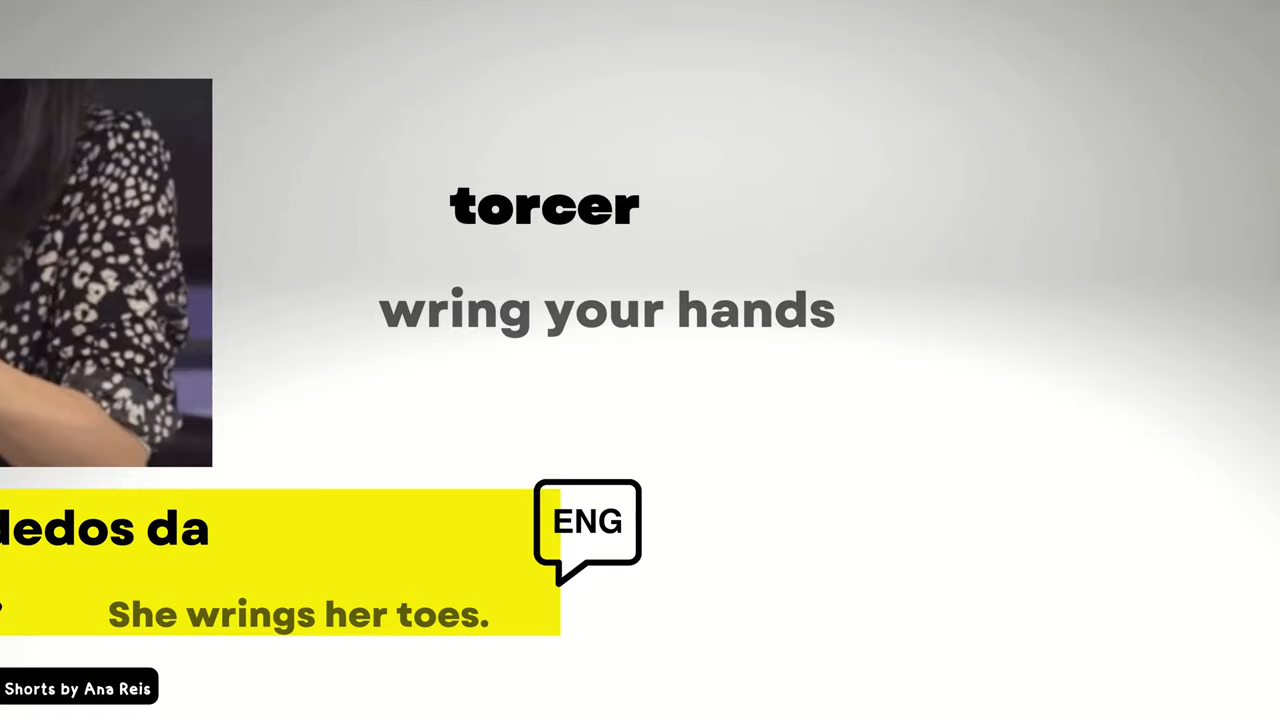 torcer
wring your hands
ENG
dedos da
She wrings her toes.
Shorts by Ana Reis